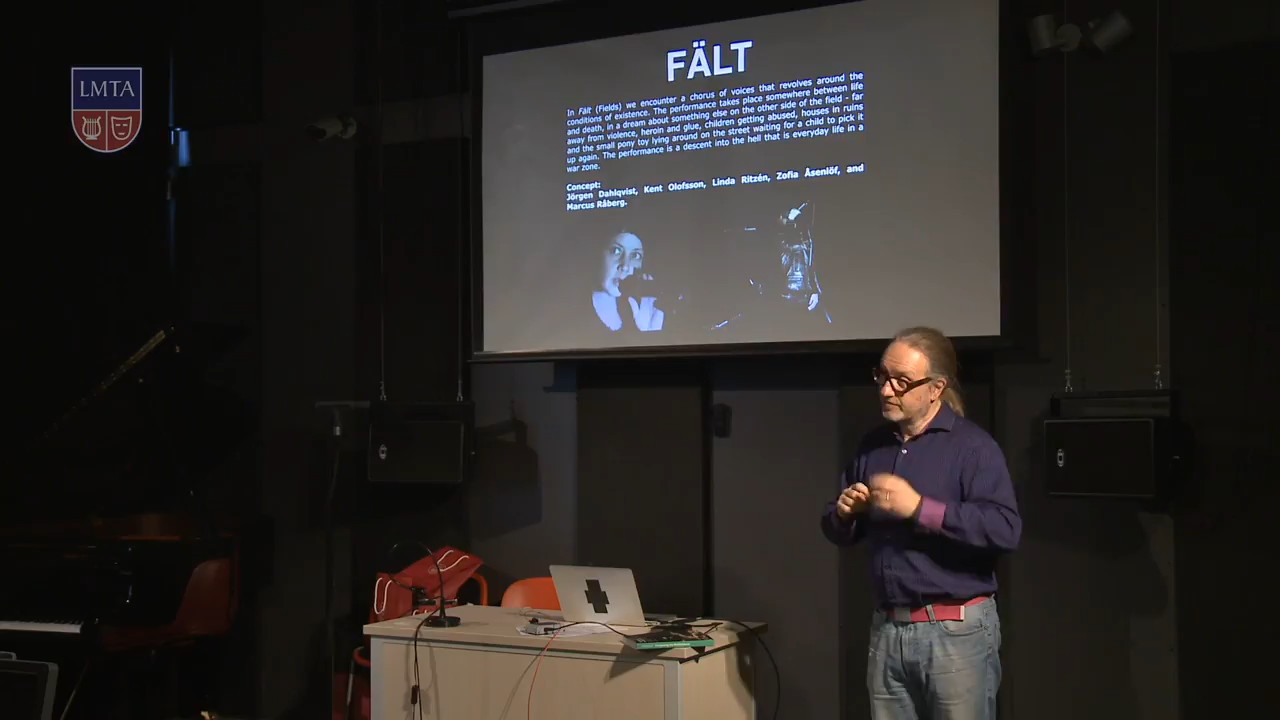 LMTA
FÄLT
In Fält (Fields) we encounter a chorus of voices that revolves around the
conditions of existence. The performance takes place somewhere between life
and death, in a dream about something else on the other side of the field - far
away from violence, heroin and glue, children getting abused, houses in ruins
and the small pony toy lying around on the street waiting for a child to pick it
up again. The performance is a descent into the hell that is everyday life in a
war zone.
Concept:
Jörgen Dahlqvist, Kent Olofsson, Linda Ritzén, Zofia Åsenlöf, and
Marcus Råberg.